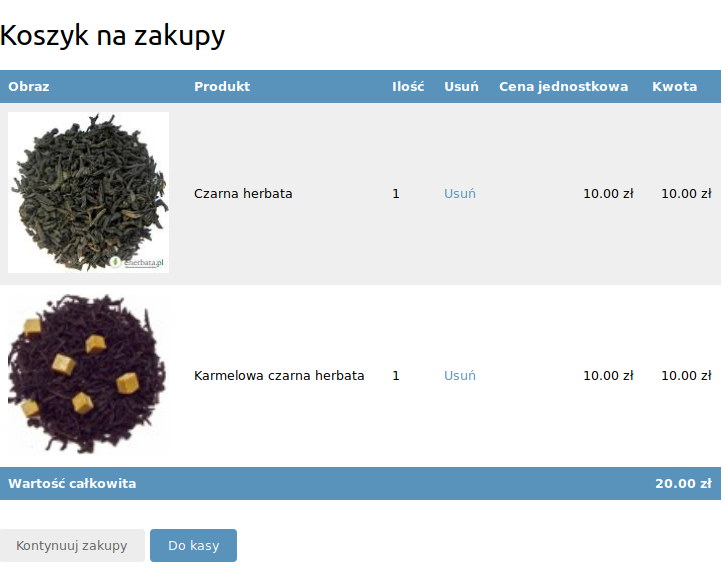 Koszyk na zakupy
Obraz Produkt Ilość Usuń Cena jednostkowa Kwota
Czarna herbata 1 Usuń 10.00 zł 10.00 zł
enerbata.pl
Karmelowa czarna herbata 1 Usuń 10.00 zł 10.00 zł
Wartość całkowita 20.00 zł
Kontynuuj zakupy Do kasy